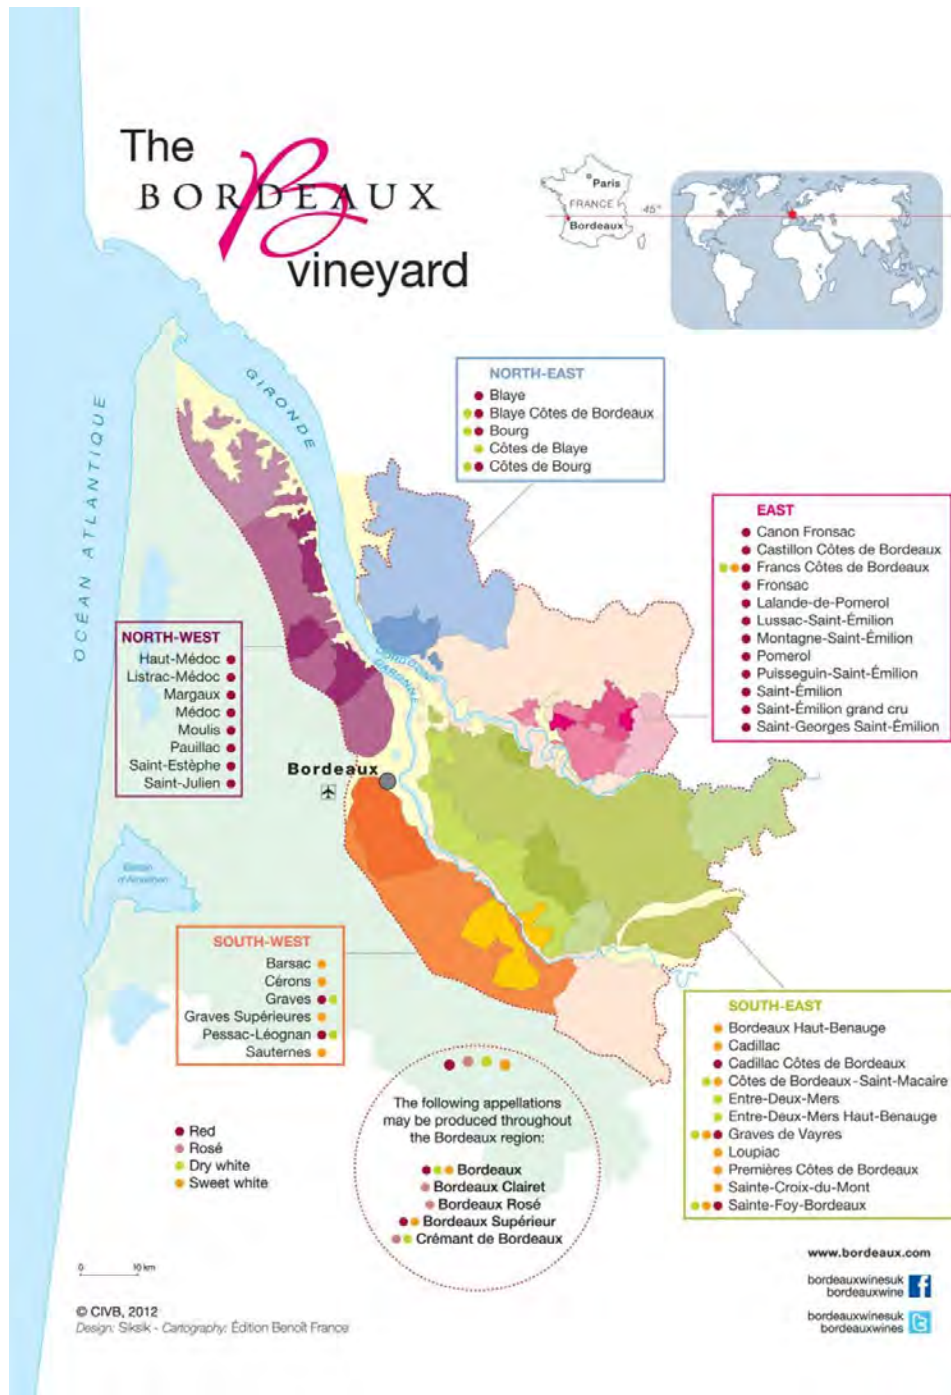 The
BORDEAUX
vineyard
Paris
FRANCE
45°
Bordeaux
GIRONDE
OCÉAN ATLANTIQUE
NORTH-EAST
Blaye
Blaye Côtes de Bordeaux
Bourg
Côtes de Blaye
Côtes de Bourg
EAST
Canon Fronsac
Castillon Côtes de Bordeaux
Francs Côtes de Bordeaux
Fronsac
Lalande-de-Pomerol
Lussac-Saint-Émilion
Montagne-Saint-Émilion
Pomerol
Puisseguin-Saint-Émilion
Saint-Émilion
Saint-Émilion grand cru
Saint-Georges Saint-Émilion
NORTH-WEST
Haut-Médoc
Listrac-Médoc
Margaux
Médoc
Moulis
Pauillac
Saint-Estèphe
Saint-Julien
DORDOGNE
GARONNE
Bordeaux
Bassin
d'Arcachon
SOUTH-WEST
Barsac
Cérons
Graves
Graves Supérieures
Pessac-Léognan
Sauternes
SOUTH-EAST
Bordeaux Haut-Benauge
Cadillac
Cadillac Côtes de Bordeaux
Côtes de Bordeaux-Saint-Macaire
Entre-Deux-Mers
Entre-Deux-Mers Haut-Benauge
Graves de Vayres
Loupiac
Premières Côtes de Bordeaux
Sainte-Croix-du-Mont
Sainte-Foy-Bordeaux
Red
Rosé
Dry white
Sweet white
The following appellations
may be produced throughout
the Bordeaux region:
Bordeaux
Bordeaux Clairet
Bordeaux Rosé
Bordeaux Supérieur
Crémant de Bordeaux
0 10 km
© CIVB, 2012
Design: Siksik - Cartography: Édition Benoît France
www.bordeaux.com
bordeauxwinesuk
bordeauxwine
bordeauxwinesuk
bordeauxwines